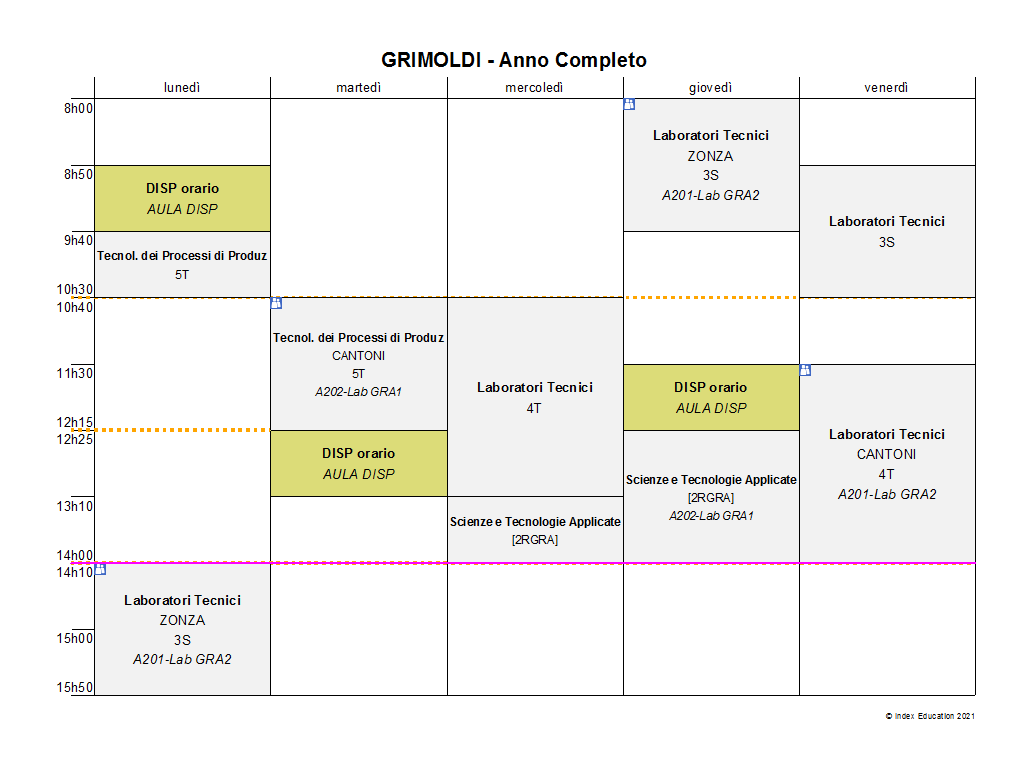 GRIMOLDI - Anno Completo
lunedì
martedì
mercoledì
giovedì
venerdì
8h00
8h50
9h40
10h30
10h40
11h30
12h15
12h25
13h10
14h00
14h10
15h00
15h50
DISP orario
AULA DISP
Tecnol. dei Processi di Produz
5T
Laboratori Tecnici
ZONZA
3S
A201-Lab GRA2
Tecnol. dei Processi di Produz
CANTONI
5T
A202-Lab GRA1
DISP orario
AULA DISP
Laboratori Tecnici
4T
Scienze e Tecnologie Applicate
[2RGRA]
Laboratori Tecnici
ZONZA
3S
A201-Lab GRA2
DISP orario
AULA DISP
Scienze e Tecnologie Applicate
[2RGRA]
A202-Lab GRA1
Laboratori Tecnici
3S
Laboratori Tecnici
CANTONI
4T
A201-Lab GRA2
© Index Education 2021